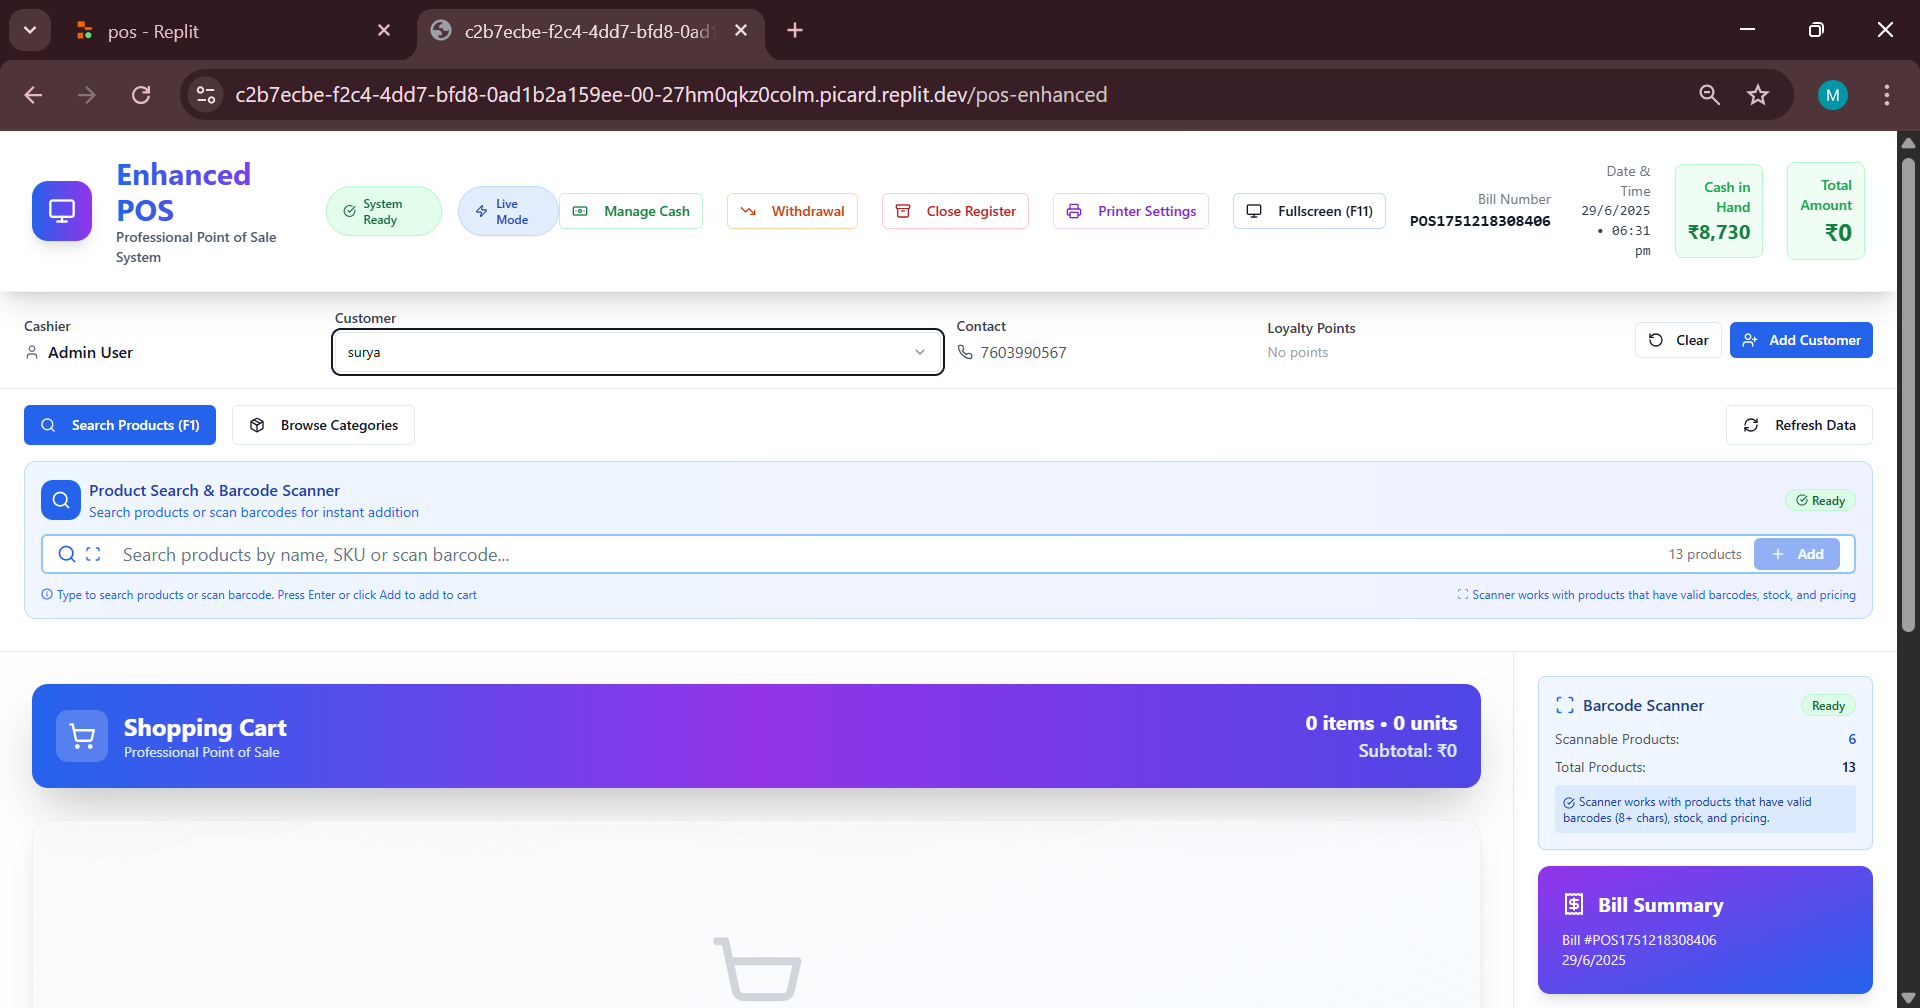 pos - Replit
c2b7ecbe-f2c4-4dd7-bfd8-0ad1
c2b7ecbe-f2c4-4dd7-bfd8-0ad1b2a159ee-00-27hm0qkz0colm.picard.replit.dev/pos-enhanced
M
Enhanced
POS
Professional Point of Sale
System
System
Ready
Live
Mode
Manage Cash
Withdrawal
Close Register
Printer Settings
Fullscreen (F11)
Bill Number
POS1751218308406
Date &
Time
29/6/2025
• 06:31
pm
Cash in
Hand
₹8,730
Total
Amount
₹0
Cashier
Admin User
Customer
surya
Contact
7603990567
Loyalty Points
No points
Clear
Add Customer
Search Products (F1)
Browse Categories
Refresh Data
Product Search & Barcode Scanner
Search products or scan barcodes for instant addition
Ready
Search products by name, SKU or scan barcode...
13 products
Add
Type to search products or scan barcode. Press Enter or click Add to add to cart
Scanner works with products that have valid barcodes, stock, and pricing
Shopping Cart
Professional Point of Sale
0 items • 0 units
Subtotal: ₹0
Barcode Scanner
Ready
Scannable Products: 6
Total Products: 13
Scanner works with products that have valid
barcodes (8+ chars), stock, and pricing.
Bill Summary
Bill #POS1751218308406
29/6/2025